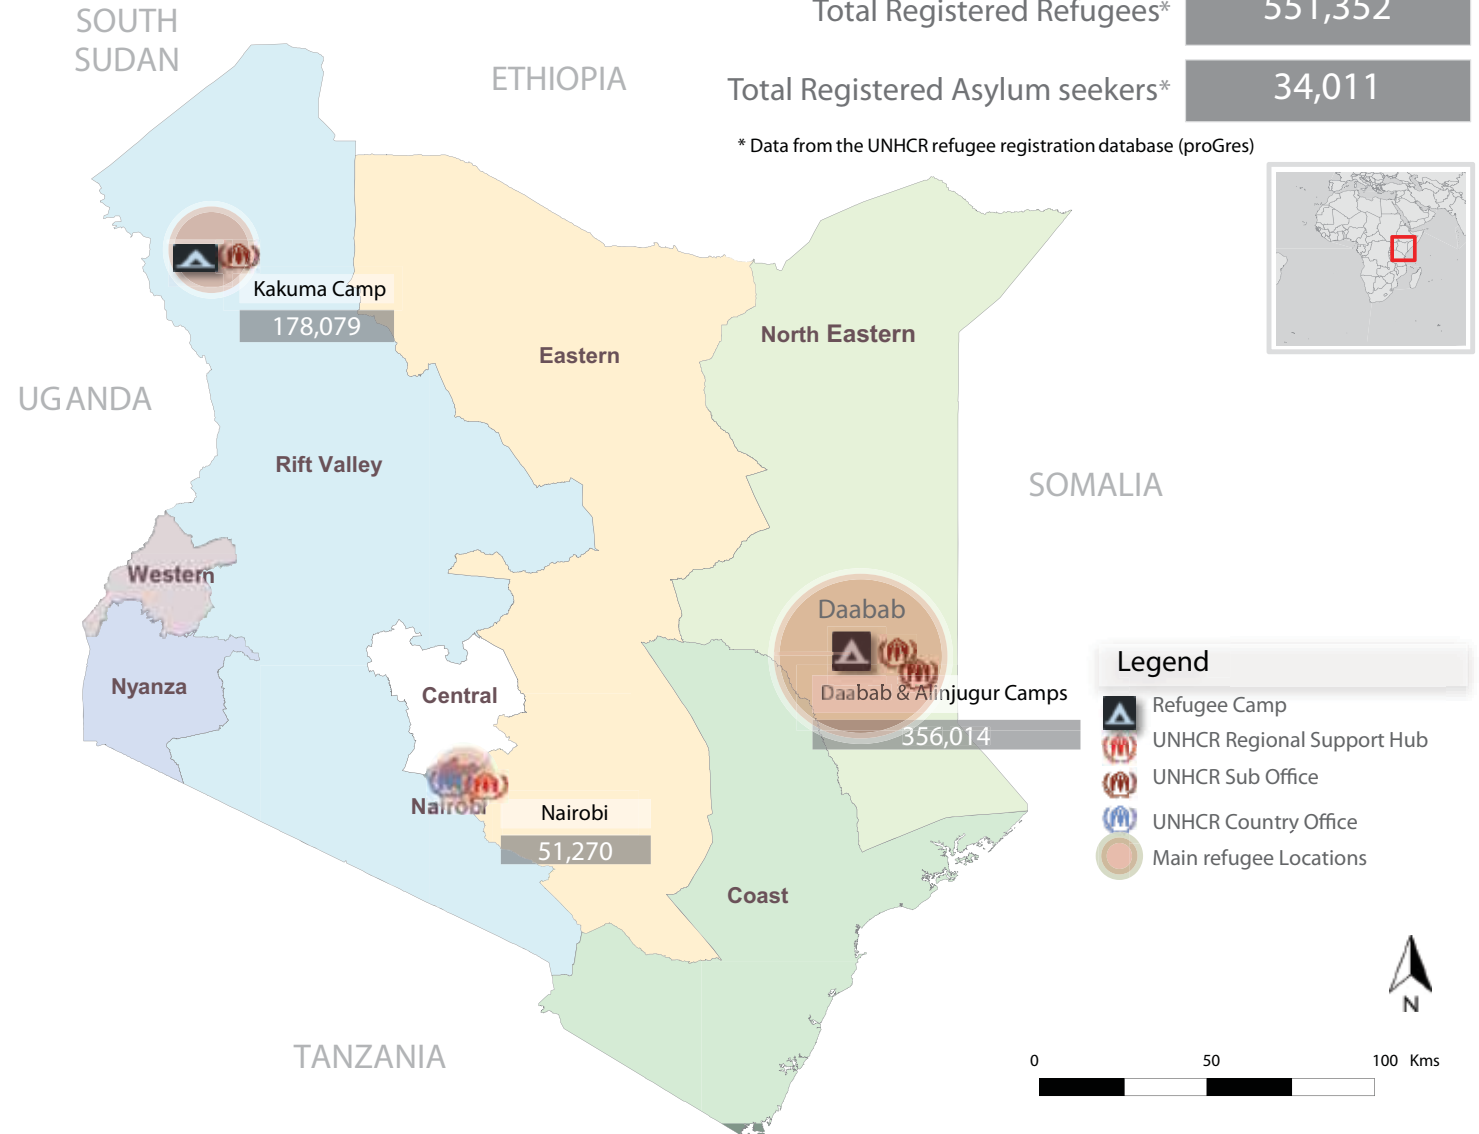 SOUTH
SUDAN
ETHIOPIA
Total Registered Refugees*
551,352
Total Registered Asylum seekers*
34,011
* Data from the UNHCR refugee registration database (proGres)
Kakuma Camp
178,079
North Eastern
Eastern
UGANDA
Rift Valley
SOMALIA
Western
Daabab
Nyanza
Central
Daabab & Alinjugur Camps
356,014
Nairobi
Nairobi
51,270
Coast
Legend
Refugee Camp
UNHCR Regional Support Hub
UNHCR Sub Office
UNHCR Country Office
Main refugee Locations
N
TANZANIA
0 50 100 Kms